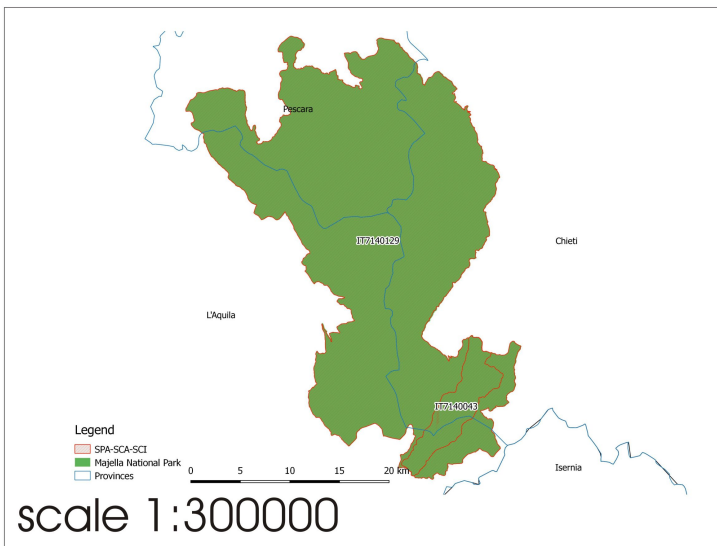 Pescara
IT7140129
Chieti
L'Aquila
IT7140043
Isernia
Legend
SPA-SCA-SCI
Majella National Park
Provinces
0 5 10 15 20 km
scale 1:300000